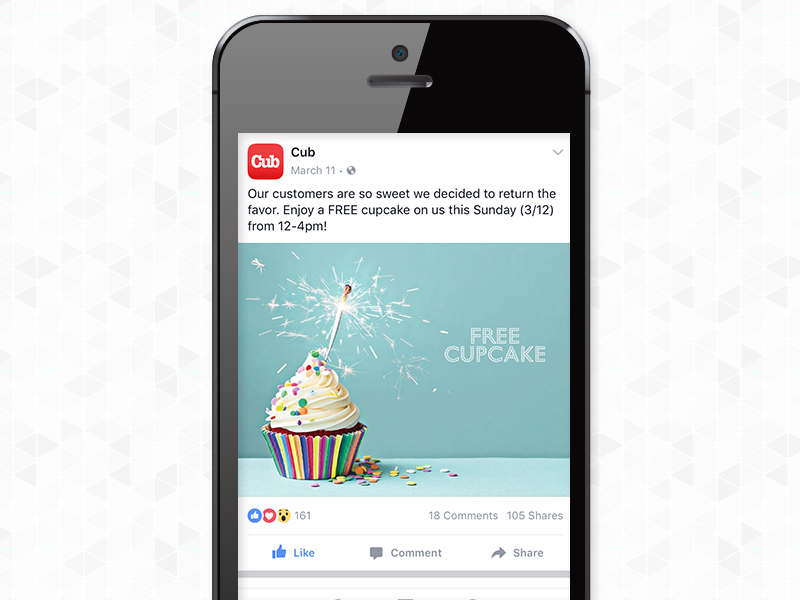 Cub
Cub
March 11 ·
Our customers are so sweet we decided to return the
favor. Enjoy a FREE cupcake on us this Sunday (3/12)
from 12-4pm!
FREE
CUPCAKE
161 18 Comments 105 Shares
Like Comment Share